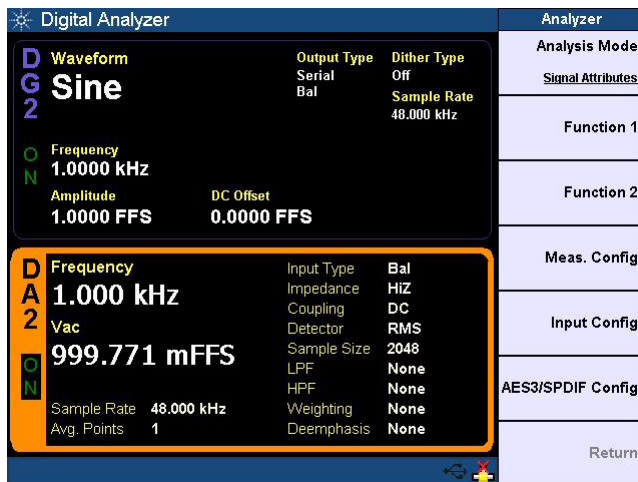 Digital Analyzer
DG2
ON
Waveform
Sine
Output Type
Serial
Bal
Dither Type
Off
Sample Rate
48.000 kHz
Frequency
1.0000 kHz
Amplitude
1.0000 FFS
DC Offset
0.0000 FFS
DA2
ON
Frequency
1.000 kHz
Vac
999.771 mFFS
Sample Rate 48.000 kHz
Avg. Points 1
Input Type Bal
Impedance HiZ
Coupling DC
Detector RMS
Sample Size 2048
LPF None
HPF None
Weighting None
Deemphasis None
Analyzer
Analysis Mode
Signal Attributes
Function 1
Function 2
Meas. Config
Input Config
AES3/SPDIF Config
Return